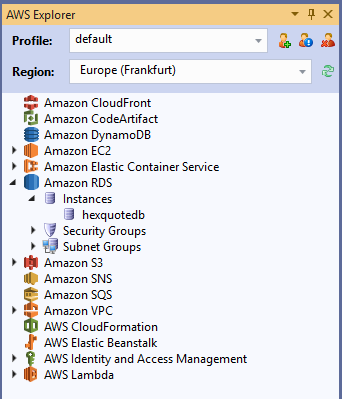 AWS Explorer
Profile: default
Region: Europe (Frankfurt)
Amazon CloudFront
Amazon CodeArtifact
Amazon DynamoDB
Amazon EC2
Amazon Elastic Container Service
Amazon RDS
Instances
hexquotedb
Security Groups
Subnet Groups
Amazon S3
Amazon SNS
Amazon SQS
Amazon VPC
AWS CloudFormation
AWS Elastic Beanstalk
AWS Identity and Access Management
AWS Lambda